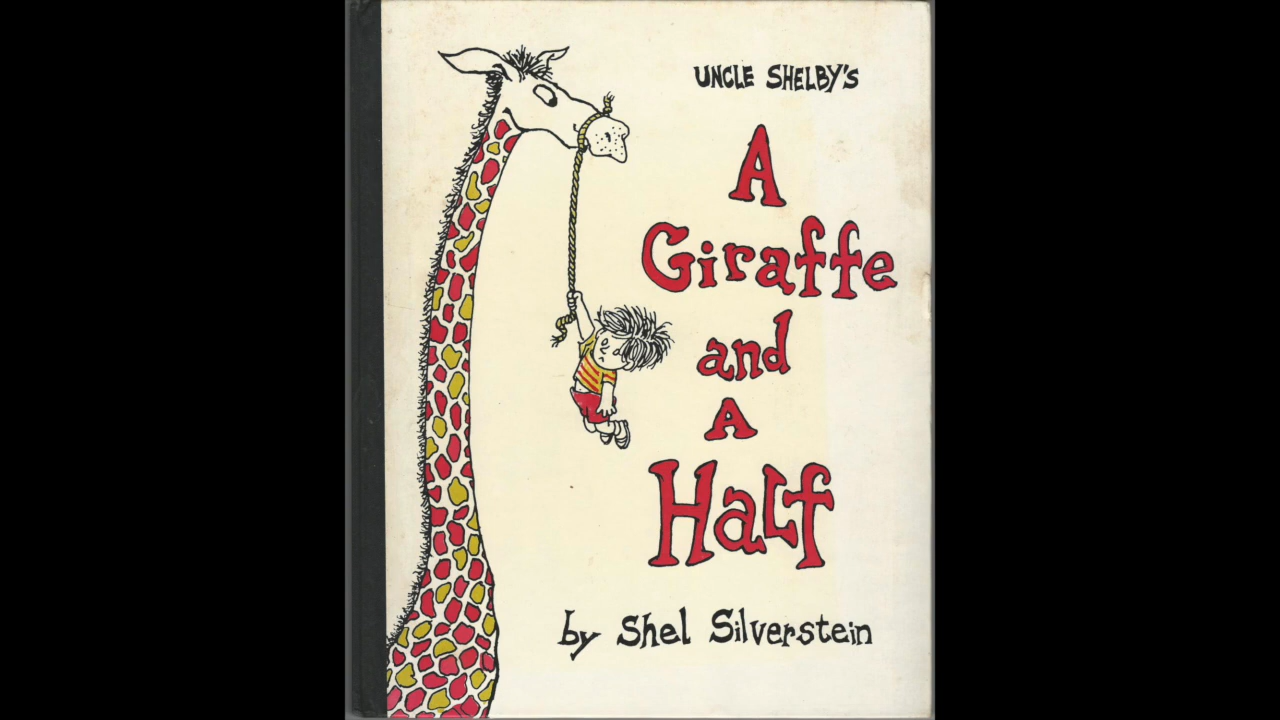 UNCLE SHELBY'S
A
Giraffe
and
A
Half
by Shel Silverstein